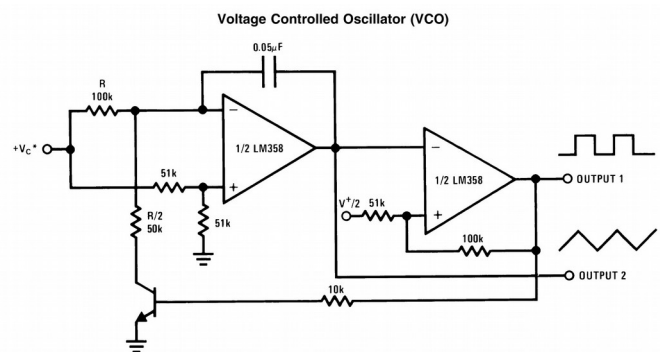 Voltage Controlled Oscillator (VCO)
0.05µF
R
100k
+VC*
1/2 LM358
51k
51k
R/2
50k
V+/2
51k
1/2 LM358
100k
OUTPUT 1
OUTPUT 2
10k
−
+
−
+